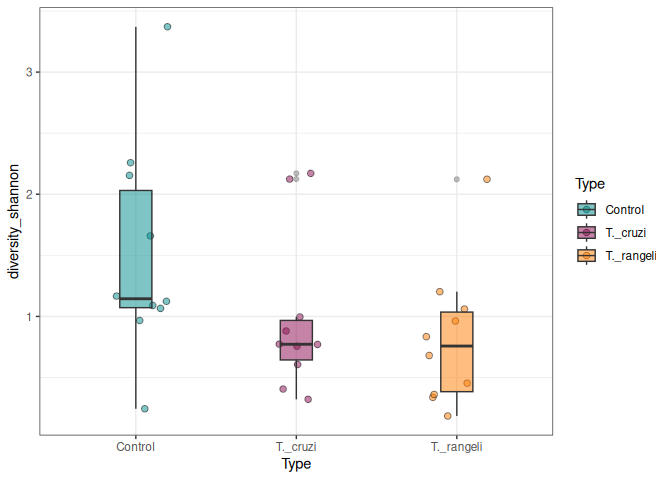 diversity_shannon
3
2
1
Control
T._cruzi
T._rangeli
Type
Type
Control
T._cruzi
T._rangeli